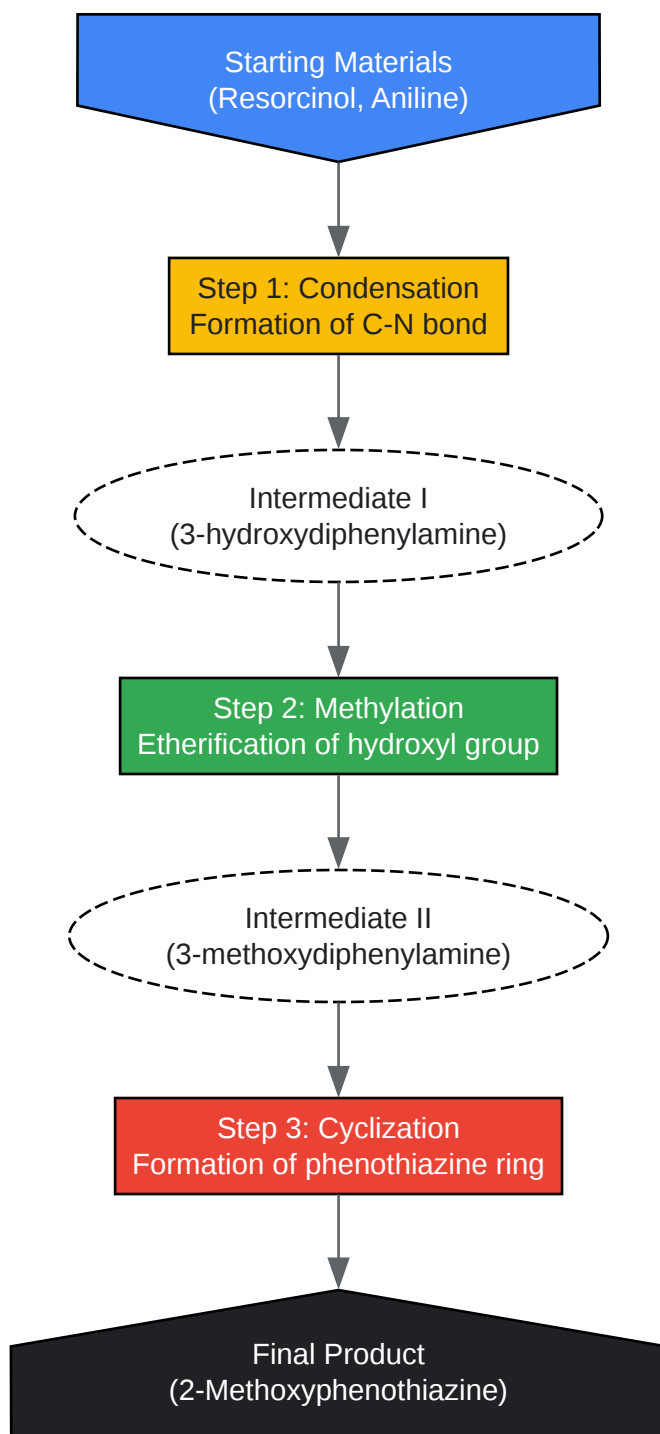 Starting Materials
(Resorcinol, Aniline)
Step 1: Condensation
Formation of C-N bond
Intermediate I
(3-hydroxydiphenylamine)
Step 2: Methylation
Etherification of hydroxyl group
Intermediate II
(3-methoxydiphenylamine)
Step 3: Cyclization
Formation of phenothiazine ring
Final Product
(2-Methoxyphenothiazine)